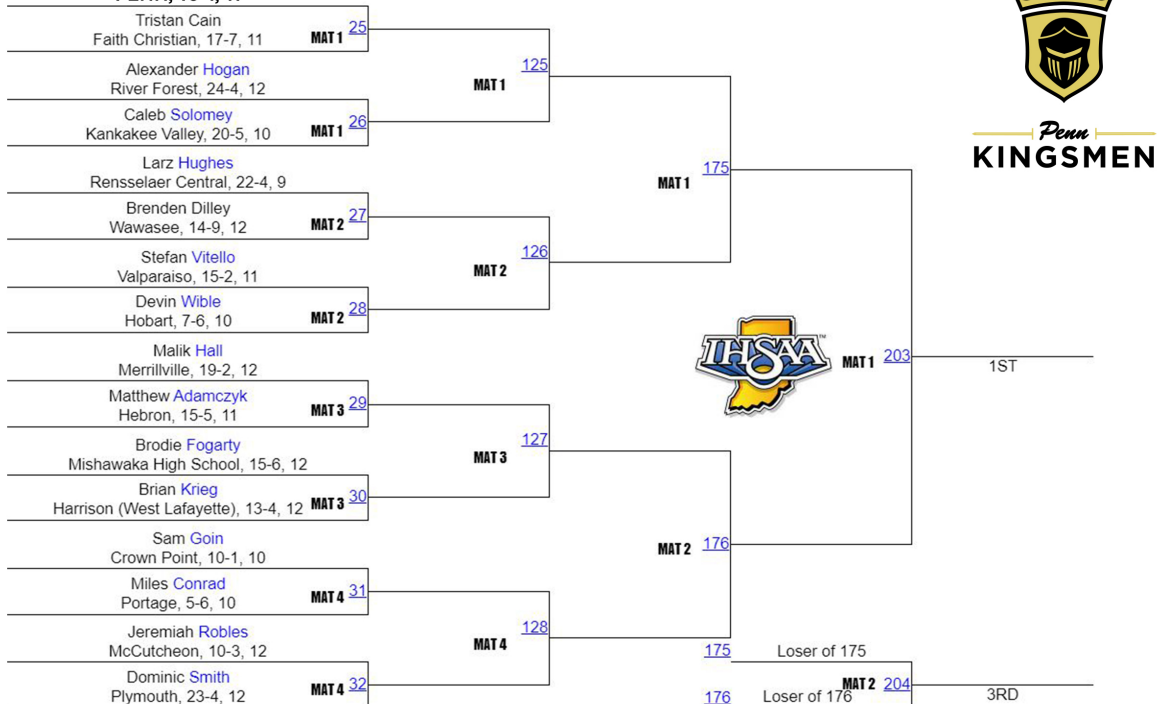 Tristan Cain
Faith Christian, 17-7, 11
MAT 1 25
Alexander Hogan
River Forest, 24-4, 12
MAT 1 125
Caleb Solomey
Kankakee Valley, 20-5, 10
MAT 1 26
Larz Hughes
Rensselaer Central, 22-4, 9
MAT 1 175
Brenden Dilley
Wawasee, 14-9, 12
MAT 2 27
Stefan Vitello
Valparaiso, 15-2, 11
MAT 2 126
Devin Wible
Hobart, 7-6, 10
MAT 2 28
Malik Hall
Merrillville, 19-2, 12
IHSAA
TM
MAT 1 203
1ST
Matthew Adamczyk
Hebron, 15-5, 11
MAT 3 29
Brodie Fogarty
Mishawaka High School, 15-6, 12
MAT 3 127
Brian Krieg
Harrison (West Lafayette), 13-4, 12
MAT 3 30
Sam Goin
Crown Point, 10-1, 10
MAT 2 176
Miles Conrad
Portage, 5-6, 10
MAT 4 31
Jeremiah Robles
McCutcheon, 10-3, 12
MAT 4 128
175 Loser of 175
Dominic Smith
Plymouth, 23-4, 12
MAT 4 32
176 Loser of 176
MAT 2 204
3RD
Penn
KINGSMEN